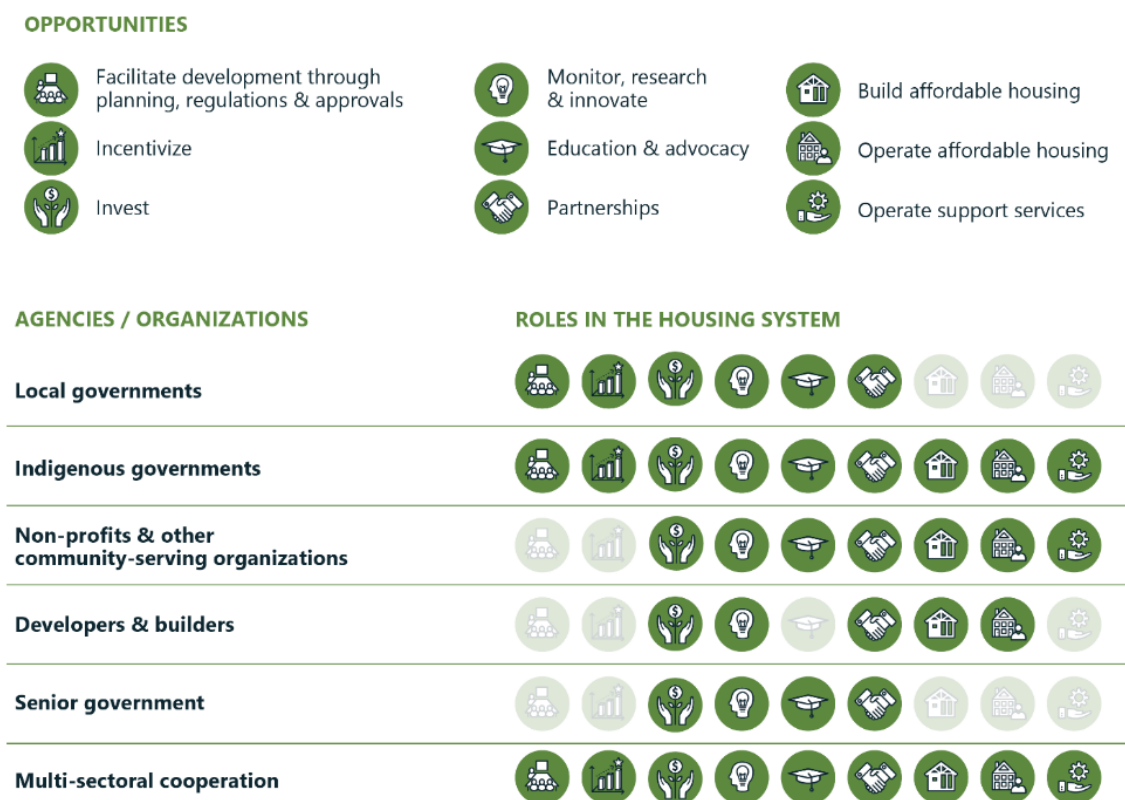 OPPORTUNITIES
Facilitate development through
planning, regulations & approvals
Incentivize
Invest
Monitor, research
& innovate
Education & advocacy
Partnerships
Build affordable housing
Operate affordable housing
Operate support services
AGENCIES / ORGANIZATIONS
ROLES IN THE HOUSING SYSTEM
Local governments
Indigenous governments
Non-profits & other
community-serving organizations
Developers & builders
Senior government
Multi-sectoral cooperation